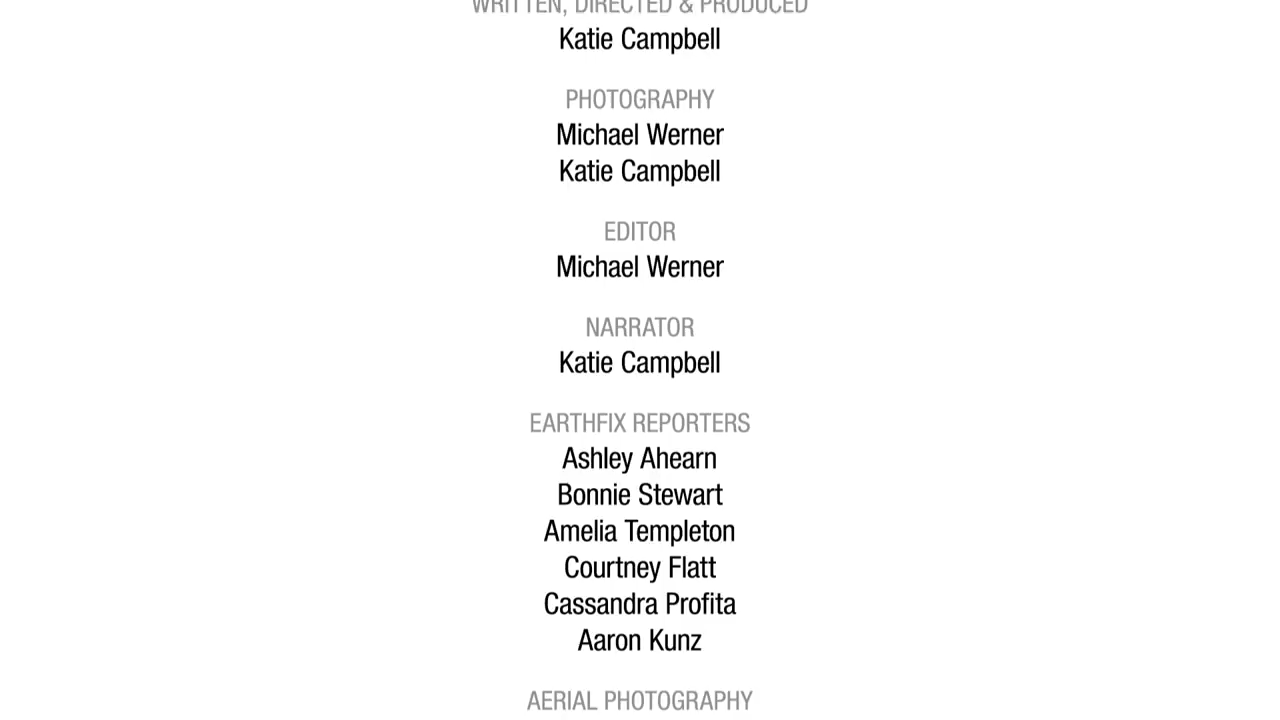 WRITTEN, DIRECTED & PRODUCED
Katie Campbell
PHOTOGRAPHY
Michael Werner
Katie Campbell
EDITOR
Michael Werner
NARRATOR
Katie Campbell
EARTHFIX REPORTERS
Ashley Ahearn
Bonnie Stewart
Amelia Templeton
Courtney Flatt
Cassandra Profita
Aaron Kunz
AERIAL PHOTOGRAPHY